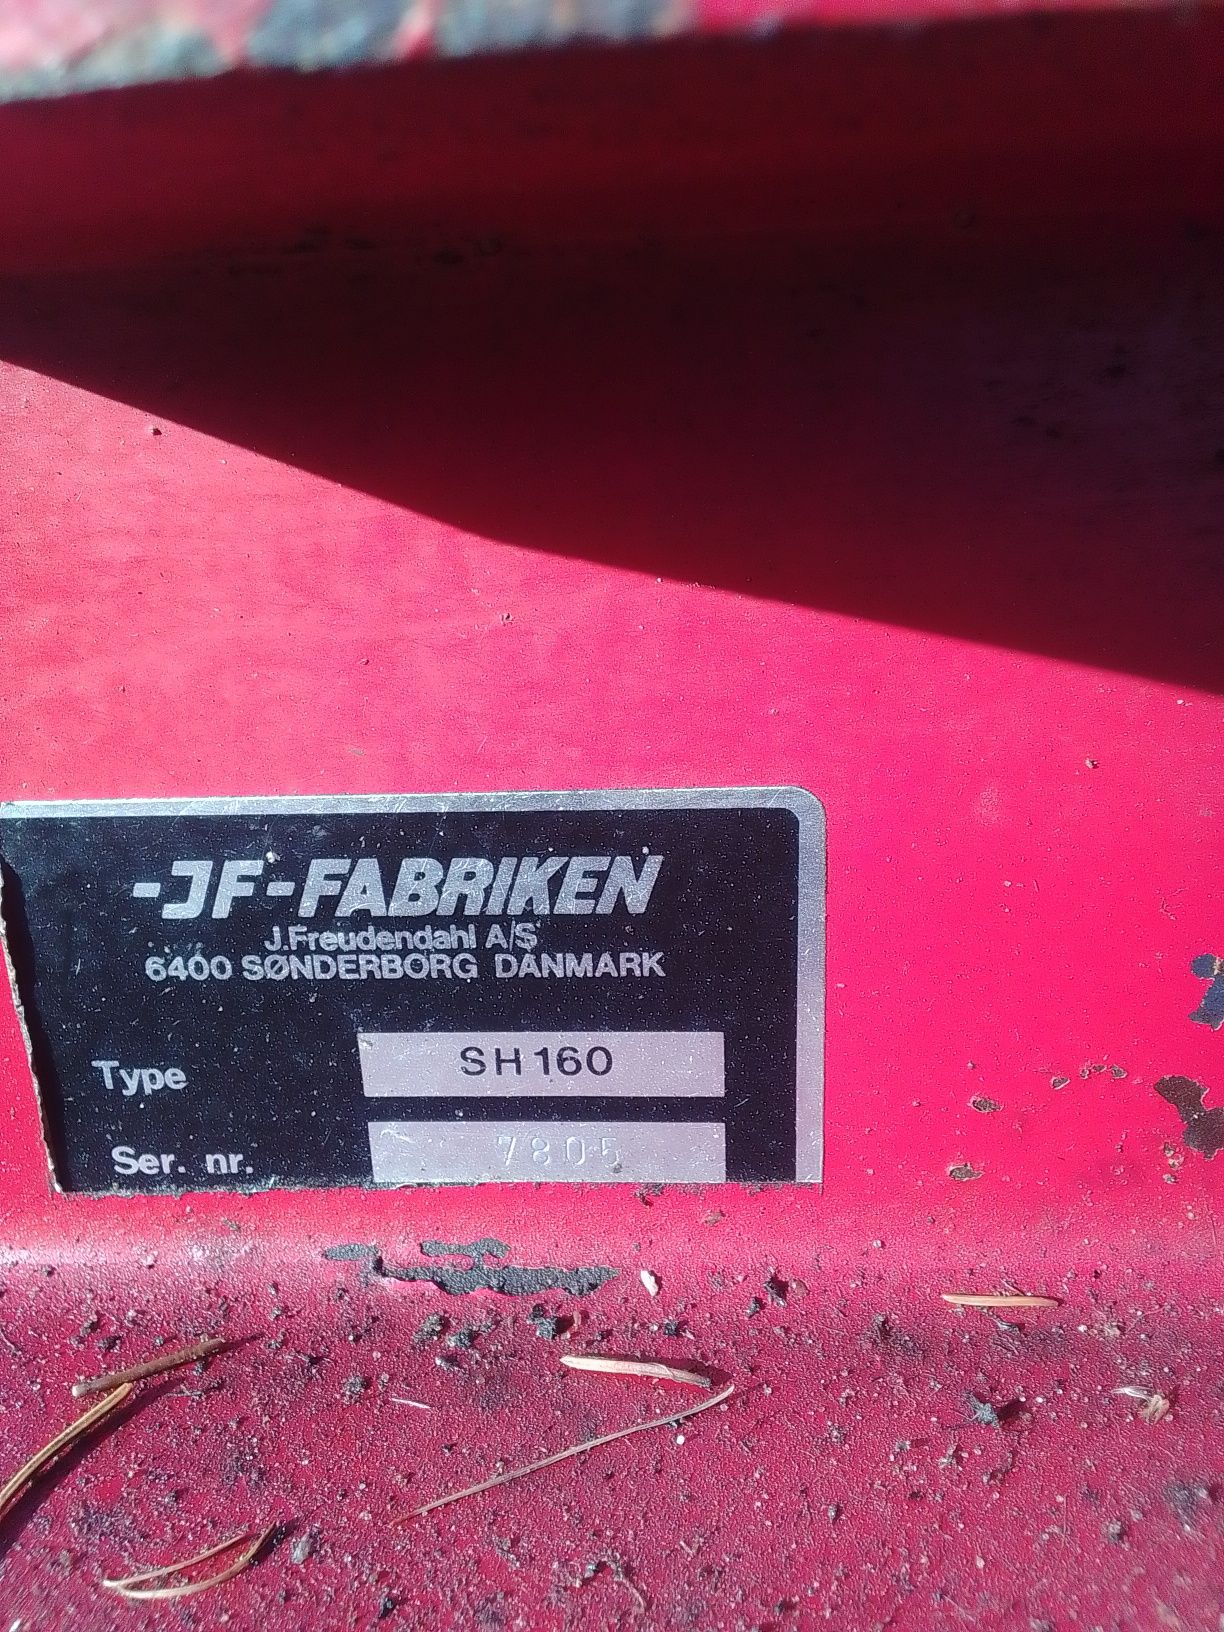 -JF-FABRIKEN
J.Freudendahl A/S
6400 SØNDERBORG DANMARK
Type SH160
Ser. nr. 7805